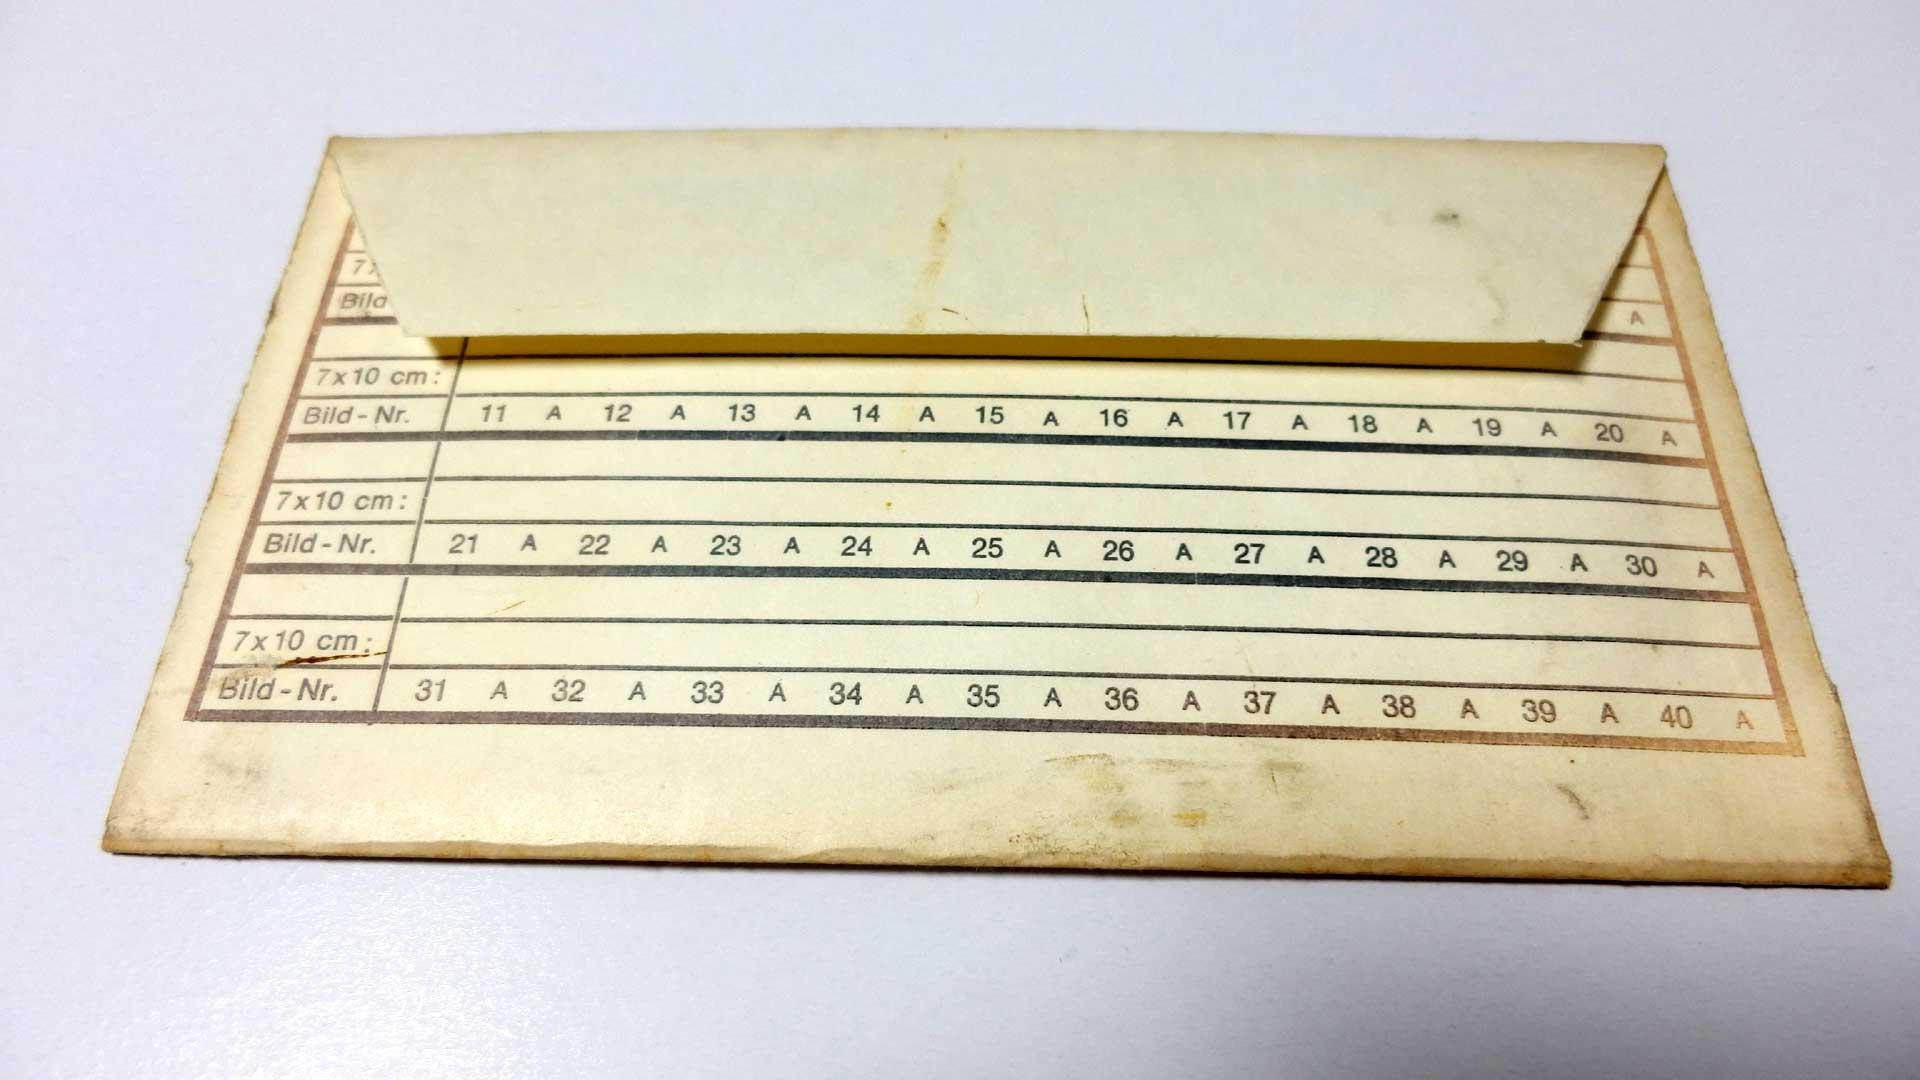 7x
Bild
A
7x10 cm:
Bild-Nr. 11 A 12 A 13 A 14 A 15 A 16 A 17 A 18 A 19 A 20 A
7x10 cm:
Bild-Nr. 21 A 22 A 23 A 24 A 25 A 26 A 27 A 28 A 29 A 30 A
7x10 cm:
Bild-Nr. 31 A 32 A 33 A 34 A 35 A 36 A 37 A 38 A 39 A 40 A